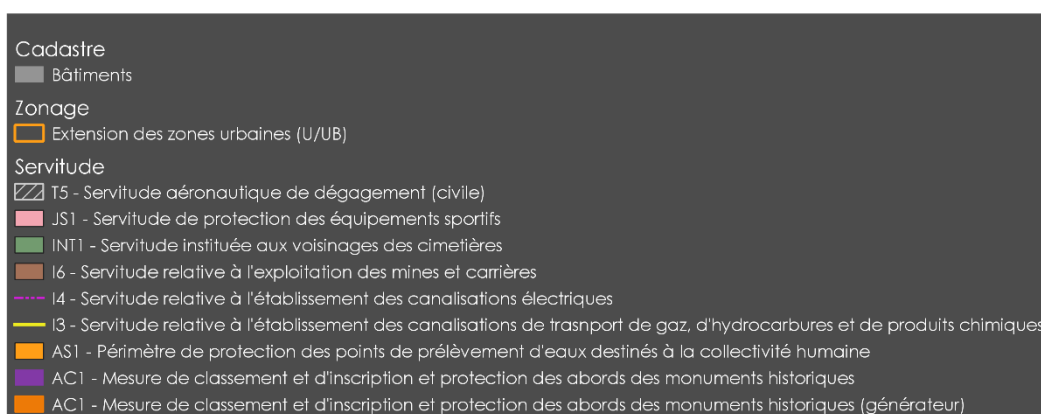 Cadastre
Bâtiments
Zonage
Extension des zones urbaines (U/UB)
Servitude
T5 - Servitude aéronautique de dégagement (civile)
JS1 - Servitude de protection des équipements sportifs
INT1 - Servitude instituée aux voisinages des cimetières
I6 - Servitude relative à l'exploitation des mines et carrières
I4 - Servitude relative à l'établissement des canalisations électriques
I3 - Servitude relative à l'établissement des canalisations de trasnport de gaz, d'hydrocarbures et de produits chimiques
AS1 - Périmètre de protection des points de prélèvement d'eaux destinés à la collectivité humaine
AC1 - Mesure de classement et d'inscription et protection des abords des monuments historiques
AC1 - Mesure de classement et d'inscription et protection des abords des monuments historiques (générateur)